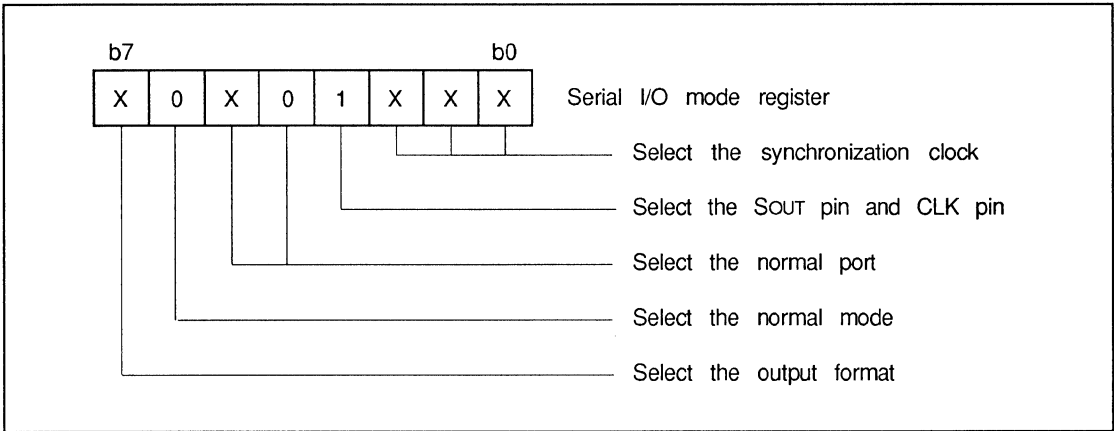 b7 b0
X 0 X 0 1 X X X Serial I/O mode register
Select the synchronization clock
Select the SOUT pin and CLK pin
Select the normal port
Select the normal mode
Select the output format